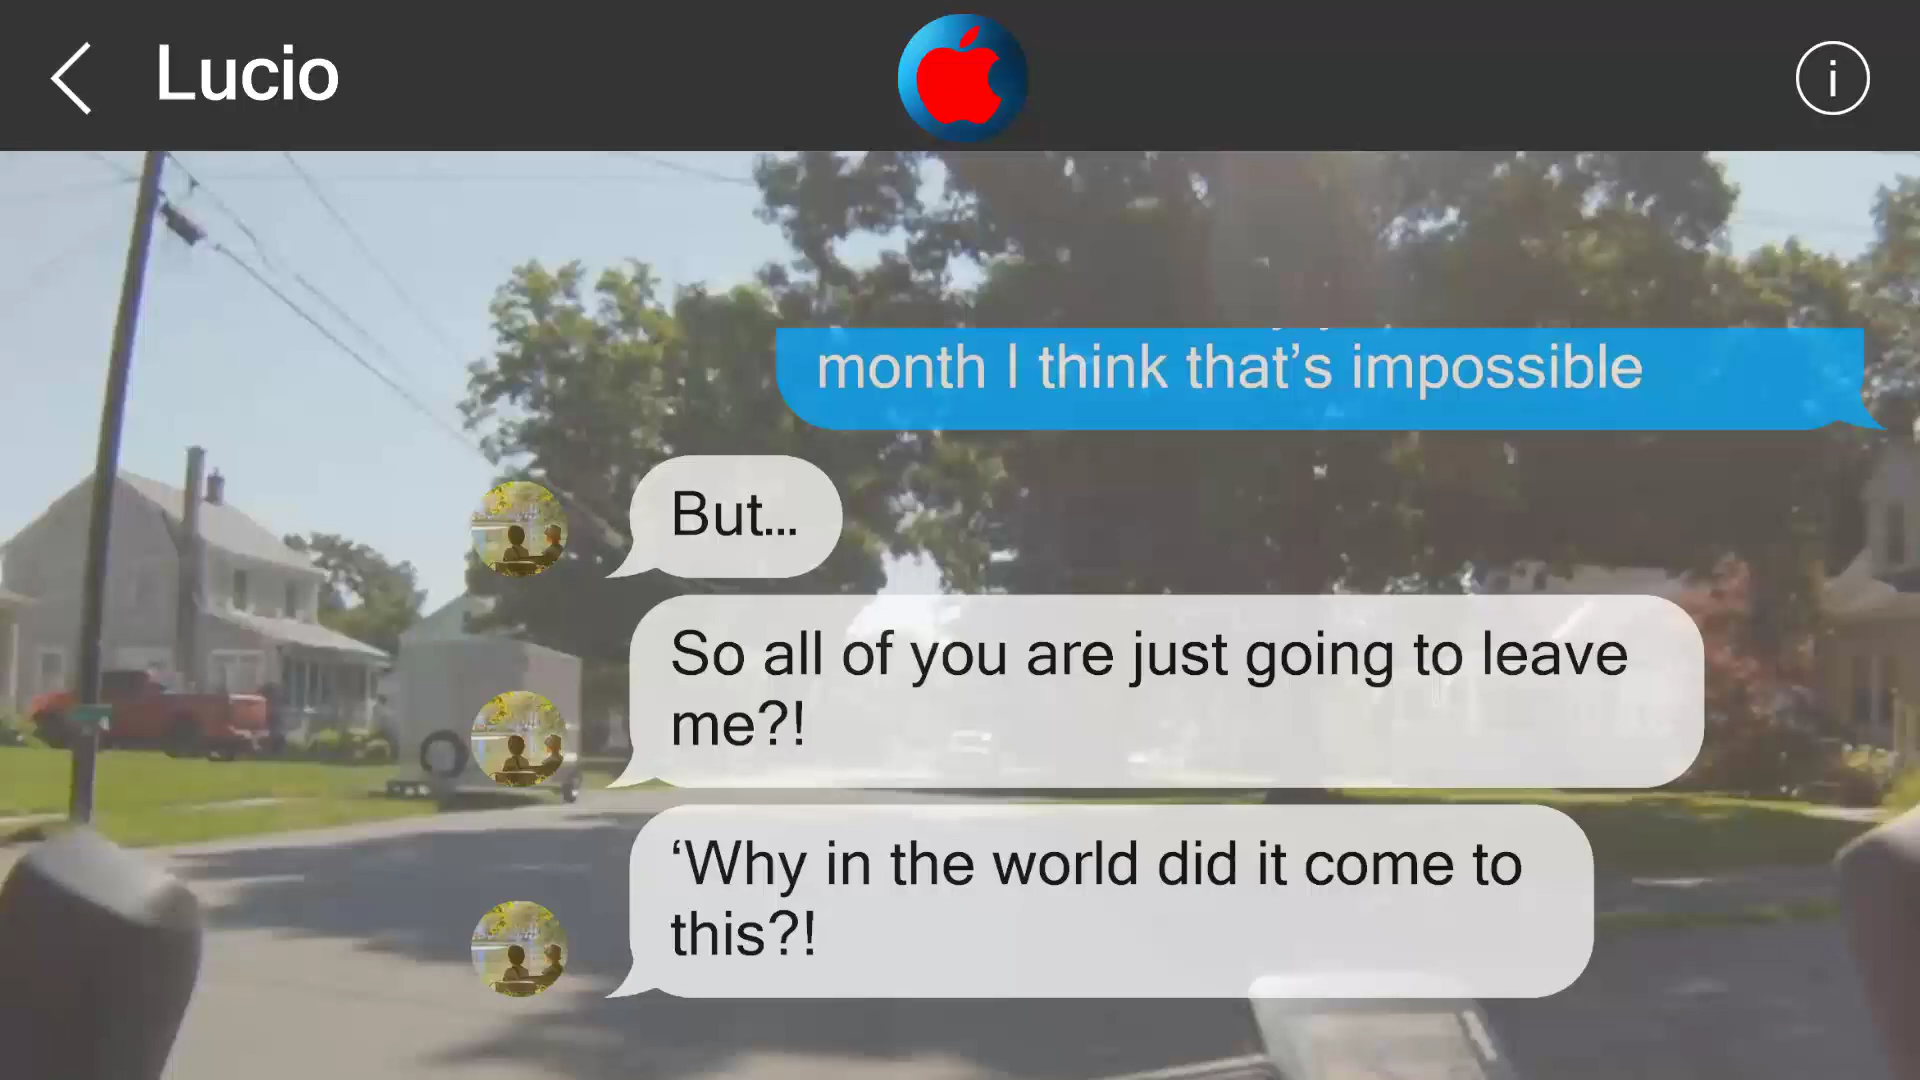 Lucio
month I think that’s impossible
But...
So all of you are just going to leave
me?!
‘Why in the world did it come to
this?!